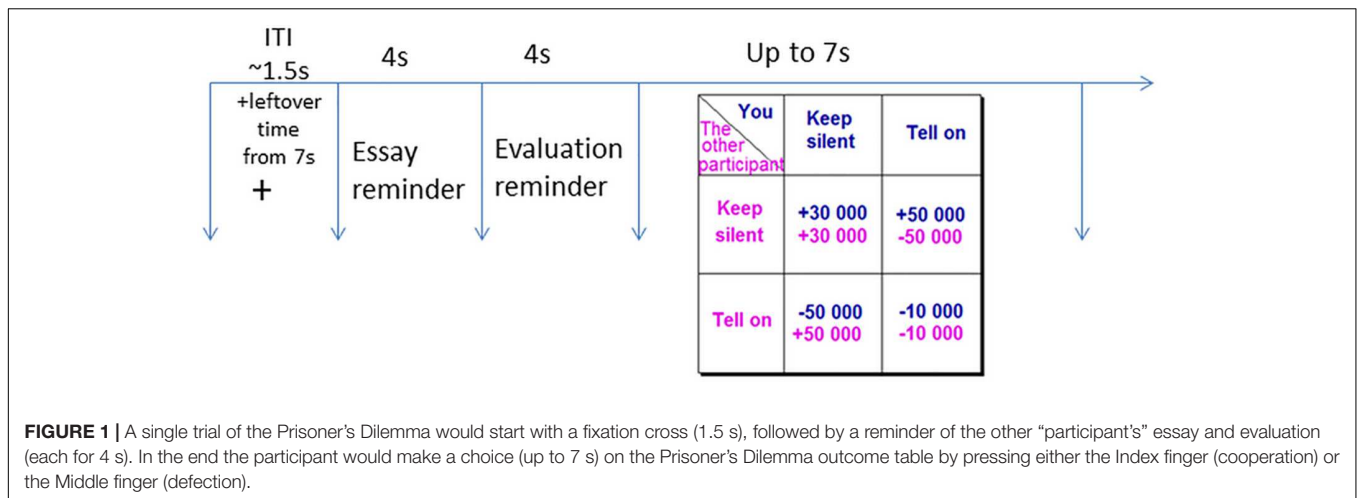 ITI
~1.5s
+leftover
time
from 7s
+
4s
Essay
reminder
4s
Evaluation
reminder
Up to 7s
You
The
other
participant
Keep
silent
Tell on
Keep
silent
+30 000
+30 000
+50 000
-50 000
Tell on
-50 000
+50 000
-10 000
-10 000
FIGURE 1 | A single trial of the Prisoner's Dilemma would start with a fixation cross (1.5 s), followed by a reminder of the other “participant's” essay and evaluation
(each for 4 s). In the end the participant would make a choice (up to 7 s) on the Prisoner's Dilemma outcome table by pressing either the Index finger (cooperation) or
the Middle finger (defection).